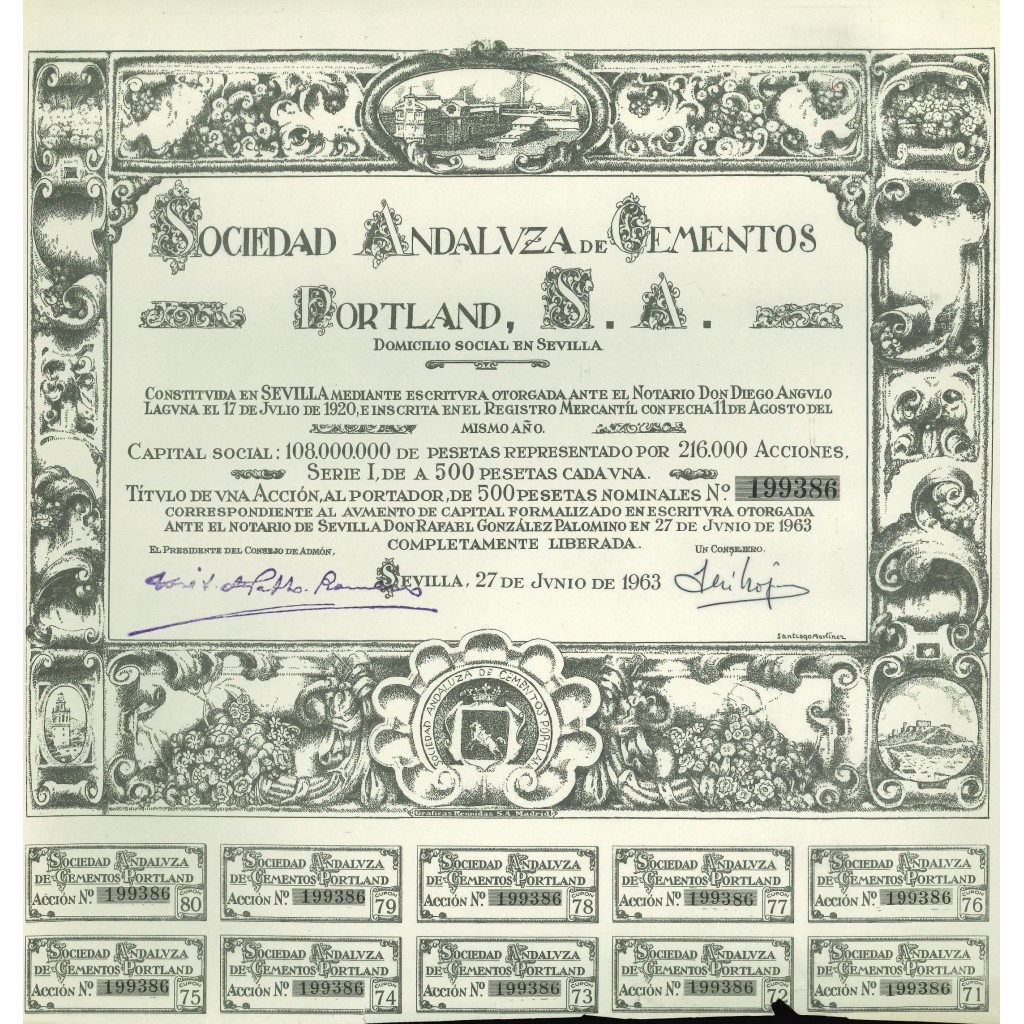 SOCIEDAD ANDALVZA DE CEMENTOS
PORTLAND, S. A.
DOMICILIO SOCIAL EN SEVILLA
CONSTITVIDA EN SEVILLA MEDIANTE ESCRITVRA OTORGADA ANTE EL NOTARIO DON DIEGO ANGVLO
LAGVNA EL 17 DE JVLIO DE 1920, E INSCRITA EN EL REGISTRO MERCANTÍL CON FECHA 11 DE AGOSTO DEL
MISMO AÑO.
CAPITAL SOCIAL: 108.000.000 DE PESETAS REPRESENTADO POR 216.000 ACCIONES,
SERIE I, DE A 500 PESETAS CADA VNA.
TÍTVLO DE VNA ACCIÓN, AL PORTADOR, DE 500 PESETAS NOMINALES Nº 199386
CORRESPONDIENTE AL AVMENTO DE CAPITAL FORMALIZADO EN ESCRITVRA OTORGADA
ANTE EL NOTARIO DE SEVILLA DON RAFAEL GONZÁLEZ PALOMINO EN 27 DE JVNIO DE 1963
COMPLETAMENTE LIBERADA.
EL PRESIDENTE DEL CONSEJO DE ADMÓN, UN CONSEJERO.
SEVILLA, 27 DE JVNIO DE 1963
Santiago Martínez
SOCIEDAD ANDALUZA DE CEMENTOS PORTLAND
Gráficas Reunidas S.A. Madrid
SOCIEDAD ANDALVZA
DE CEMENTOS PORTLAND
ACCIÓN Nº. 199386 CUPÓN 80
SOCIEDAD ANDALVZA
DE CEMENTOS PORTLAND
ACCIÓN Nº. 199386 CUPÓN 79
SOCIEDAD ANDALVZA
DE CEMENTOS PORTLAND
ACCIÓN Nº. 199386 CUPÓN 78
SOCIEDAD ANDALVZA
DE CEMENTOS PORTLAND
ACCIÓN Nº. 199386 CUPÓN 77
SOCIEDAD ANDALVZA
DE CEMENTOS PORTLAND
ACCIÓN Nº. 199386 CUPÓN 76
SOCIEDAD ANDALVZA
DE CEMENTOS PORTLAND
ACCIÓN Nº. 199386 CUPÓN 75
SOCIEDAD ANDALVZA
DE CEMENTOS PORTLAND
ACCIÓN Nº. 199386 CUPÓN 74
SOCIEDAD ANDALVZA
DE CEMENTOS PORTLAND
ACCIÓN Nº. 199386 CUPÓN 73
SOCIEDAD ANDALVZA
DE CEMENTOS PORTLAND
ACCIÓN Nº. 199386 CUPÓN 72
SOCIEDAD ANDALVZA
DE CEMENTOS PORTLAND
ACCIÓN Nº. 199386 CUPÓN 71